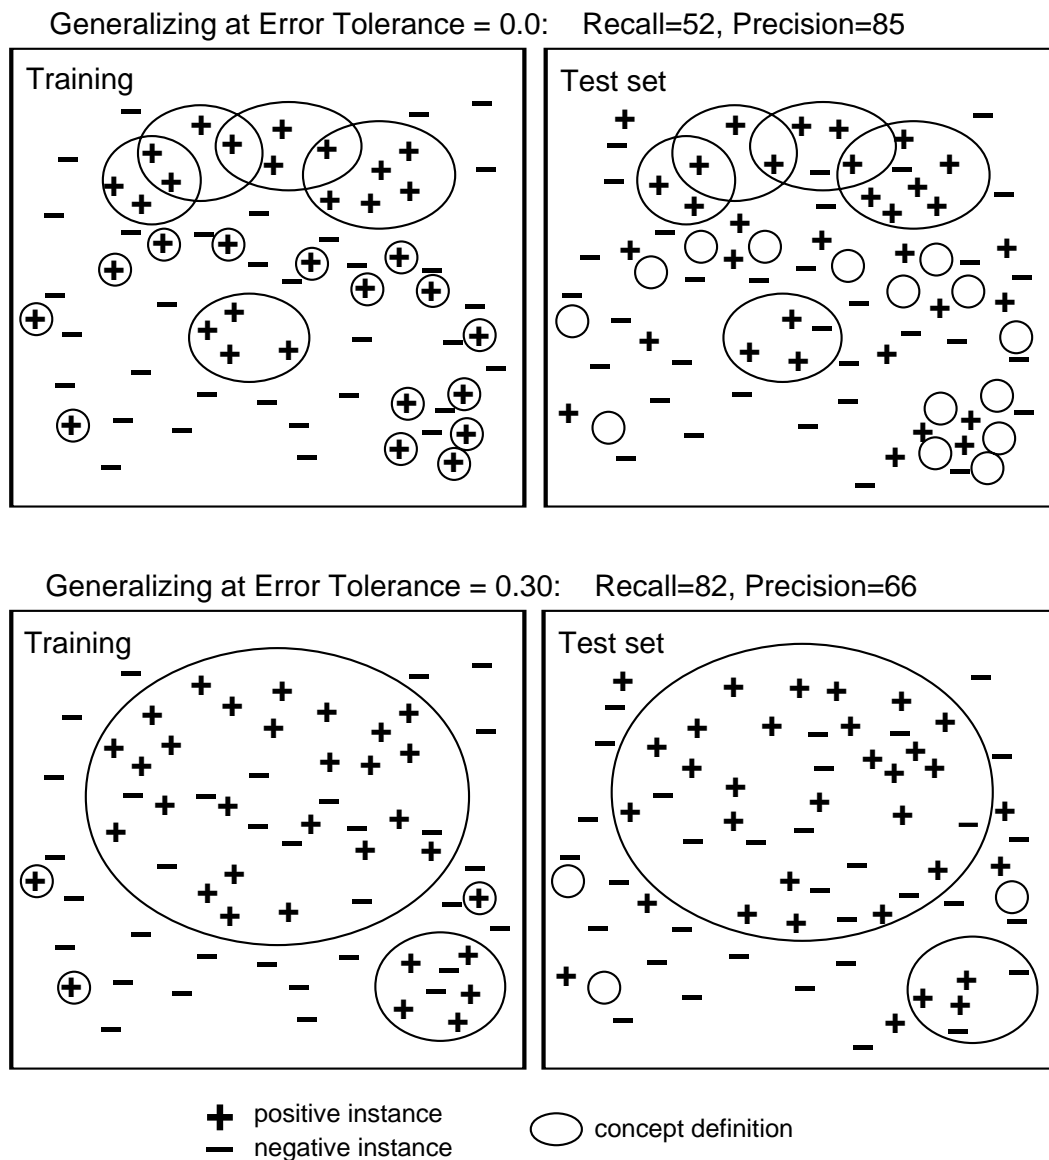 Generalizing at Error Tolerance = 0.0: Recall=52, Precision=85
Training
Test set
Generalizing at Error Tolerance = 0.30: Recall=82, Precision=66
Training
Test set
positive instance
negative instance
concept definition